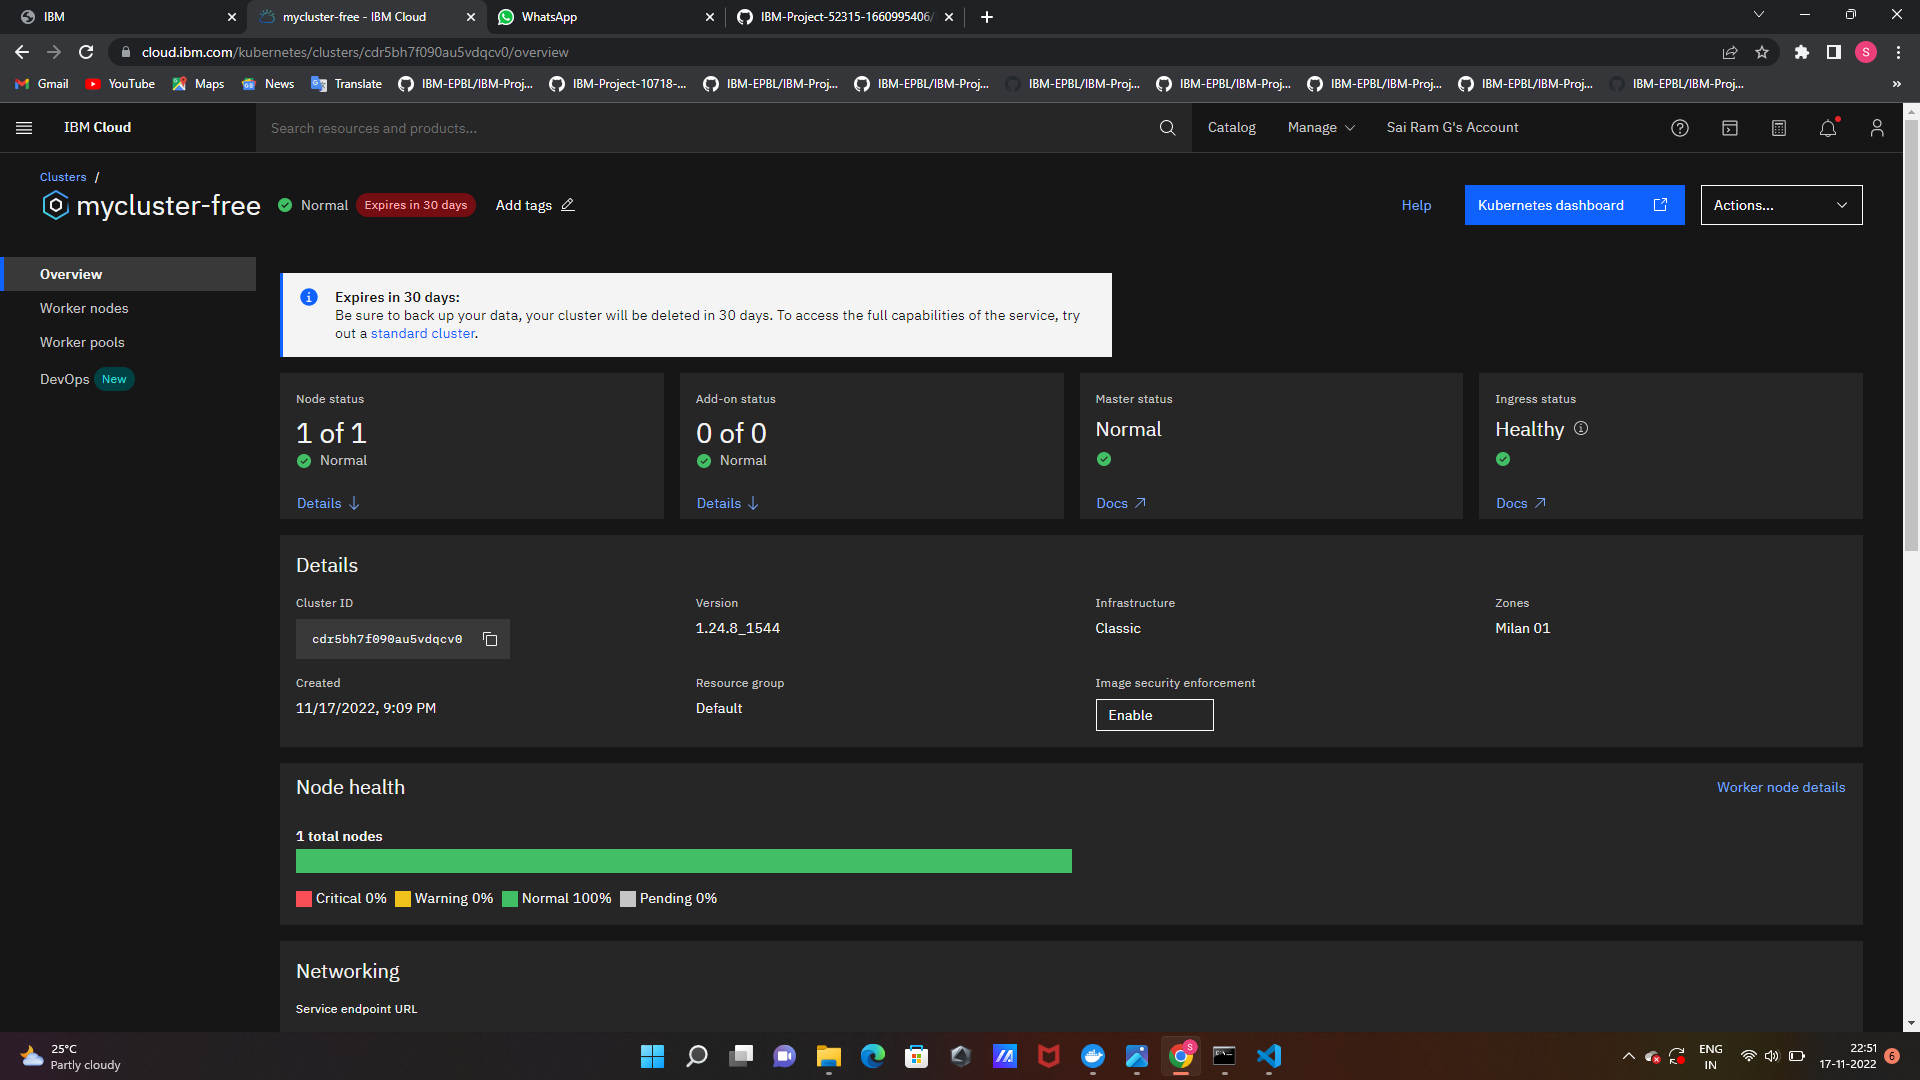 IBM
mycluster-free - IBM Cloud
WhatsApp
IBM-Project-52315-1660995406/
cloud.ibm.com/kubernetes/clusters/cdr5bh7f090au5vdqcv0/overview
S
Gmail
YouTube
Maps
News
Translate
IBM-EPBL/IBM-Proj...
IBM-Project-10718-...
IBM-EPBL/IBM-Proj...
IBM-EPBL/IBM-Proj...
IBM-EPBL/IBM-Proj...
IBM-EPBL/IBM-Proj...
IBM-EPBL/IBM-Proj...
IBM-EPBL/IBM-Proj...
IBM-EPBL/IBM-Proj...
»
IBM Cloud
Search resources and products...
Catalog
Manage
Sai Ram G's Account
Clusters /
mycluster-free
Normal
Expires in 30 days
Add tags
Help
Kubernetes dashboard
Actions...
Overview
Worker nodes
Worker pools
DevOps New
Expires in 30 days:
Be sure to back up your data, your cluster will be deleted in 30 days. To access the full capabilities of the service, try
out a standard cluster.
Node status
1 of 1
Normal
Details
Add-on status
0 of 0
Normal
Details
Master status
Normal
Docs
Ingress status
Healthy
Docs
Details
Cluster ID
cdr5bh7f090au5vdqcv0
Version
1.24.8_1544
Infrastructure
Classic
Zones
Milan 01
Created
11/17/2022, 9:09 PM
Resource group
Default
Image security enforcement
Enable
Node health
Worker node details
1 total nodes
Critical 0% Warning 0% Normal 100% Pending 0%
Networking
Service endpoint URL
25°C
Partly cloudy
S
ENG
IN
22:51
17-11-2022
6